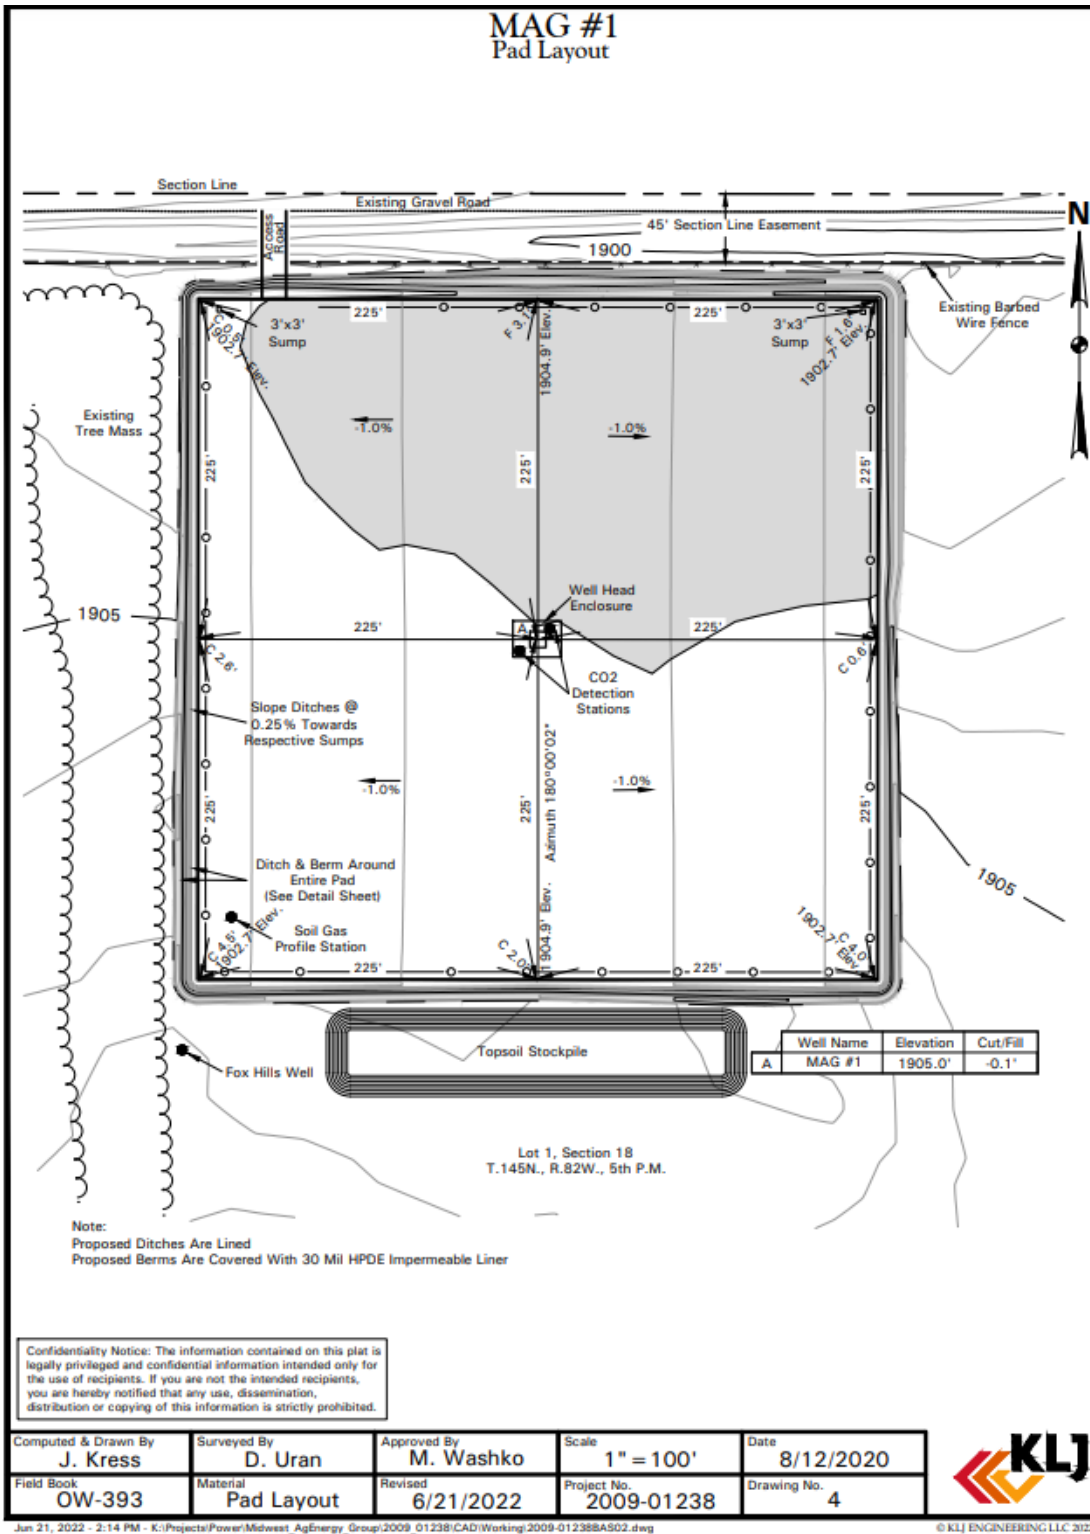 MAG #1
Pad Layout
Section Line
Existing Gravel Road
Access
Road
45' Section Line Easement
1900
N
Existing Barbed
Wire Fence
225'
225'
C 0.5'
1902.7' Elev.
3'x3'
Sump
F 3.1'
1904.9' Elev.
3'x3'
Sump
F 1.6'
1902.7' Elev.
Existing
Tree Mass
-1.0%
-1.0%
225'
225'
225'
Well Head
Enclosure
1905
225'
A
225'
C 2.6'
C 0.6'
CO2
Detection
Stations
Slope Ditches @
0.25% Towards
Respective Sumps
Azimuth 180°00'02"
-1.0%
-1.0%
225'
225'
225'
Ditch & Berm Around
Entire Pad
(See Detail Sheet)
1905
Soil Gas
Profile Station
C 4.5'
1902.7' Elev.
C 2.0'
1904.9' Elev.
1902.7' Elev.
C 4.0'
225'
225'
Topsoil Stockpile
Fox Hills Well
Well Name Elevation Cut/Fill
A MAG #1 1905.0' -0.1'
Lot 1, Section 18
T.145N., R.82W., 5th P.M.
Note:
Proposed Ditches Are Lined
Proposed Berms Are Covered With 30 Mil HPDE Impermeable Liner
Confidentiality Notice: The information contained on this plat is
legally privileged and confidential information intended only for
the use of recipients. If you are not the intended recipients,
you are hereby notified that any use, dissemination,
distribution or copying of this information is strictly prohibited.
Computed & Drawn By
J. Kress
Surveyed By
D. Uran
Approved By
M. Washko
Scale
1" = 100'
Date
8/12/2020
Field Book
OW-393
Material
Pad Layout
Revised
6/21/2022
Project No.
2009-01238
Drawing No.
4
KLJ
Jun 21, 2022 - 2:14 PM - K:\Projects\Power\Midwest_AgEnergy_Group\2009_01238\CAD\Working\2009-01238BAS02.dwg
© KLJ ENGINEERING LLC